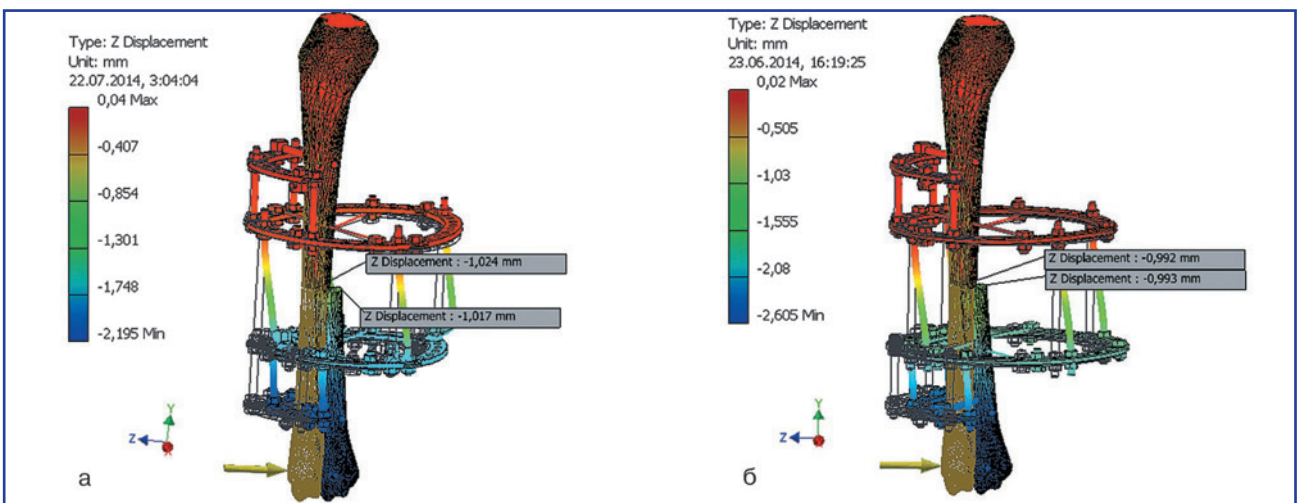 Type: Z Displacement
Unit: mm
22.07.2014, 3:04:04
0,04 Max
-0,407
-0,854
-1,301
-1,748
-2,195 Min
Z Displacement : -1,024 mm
Z Displacement : -1,017 mm
Y
Z
X
а
Type: Z Displacement
Unit: mm
23.06.2014, 16:19:25
0,02 Max
-0,505
-1,03
-1,555
-2,08
-2,605 Min
Z Displacement : -0,992 mm
Z Displacement : -0,993 mm
Y
Z
X
б